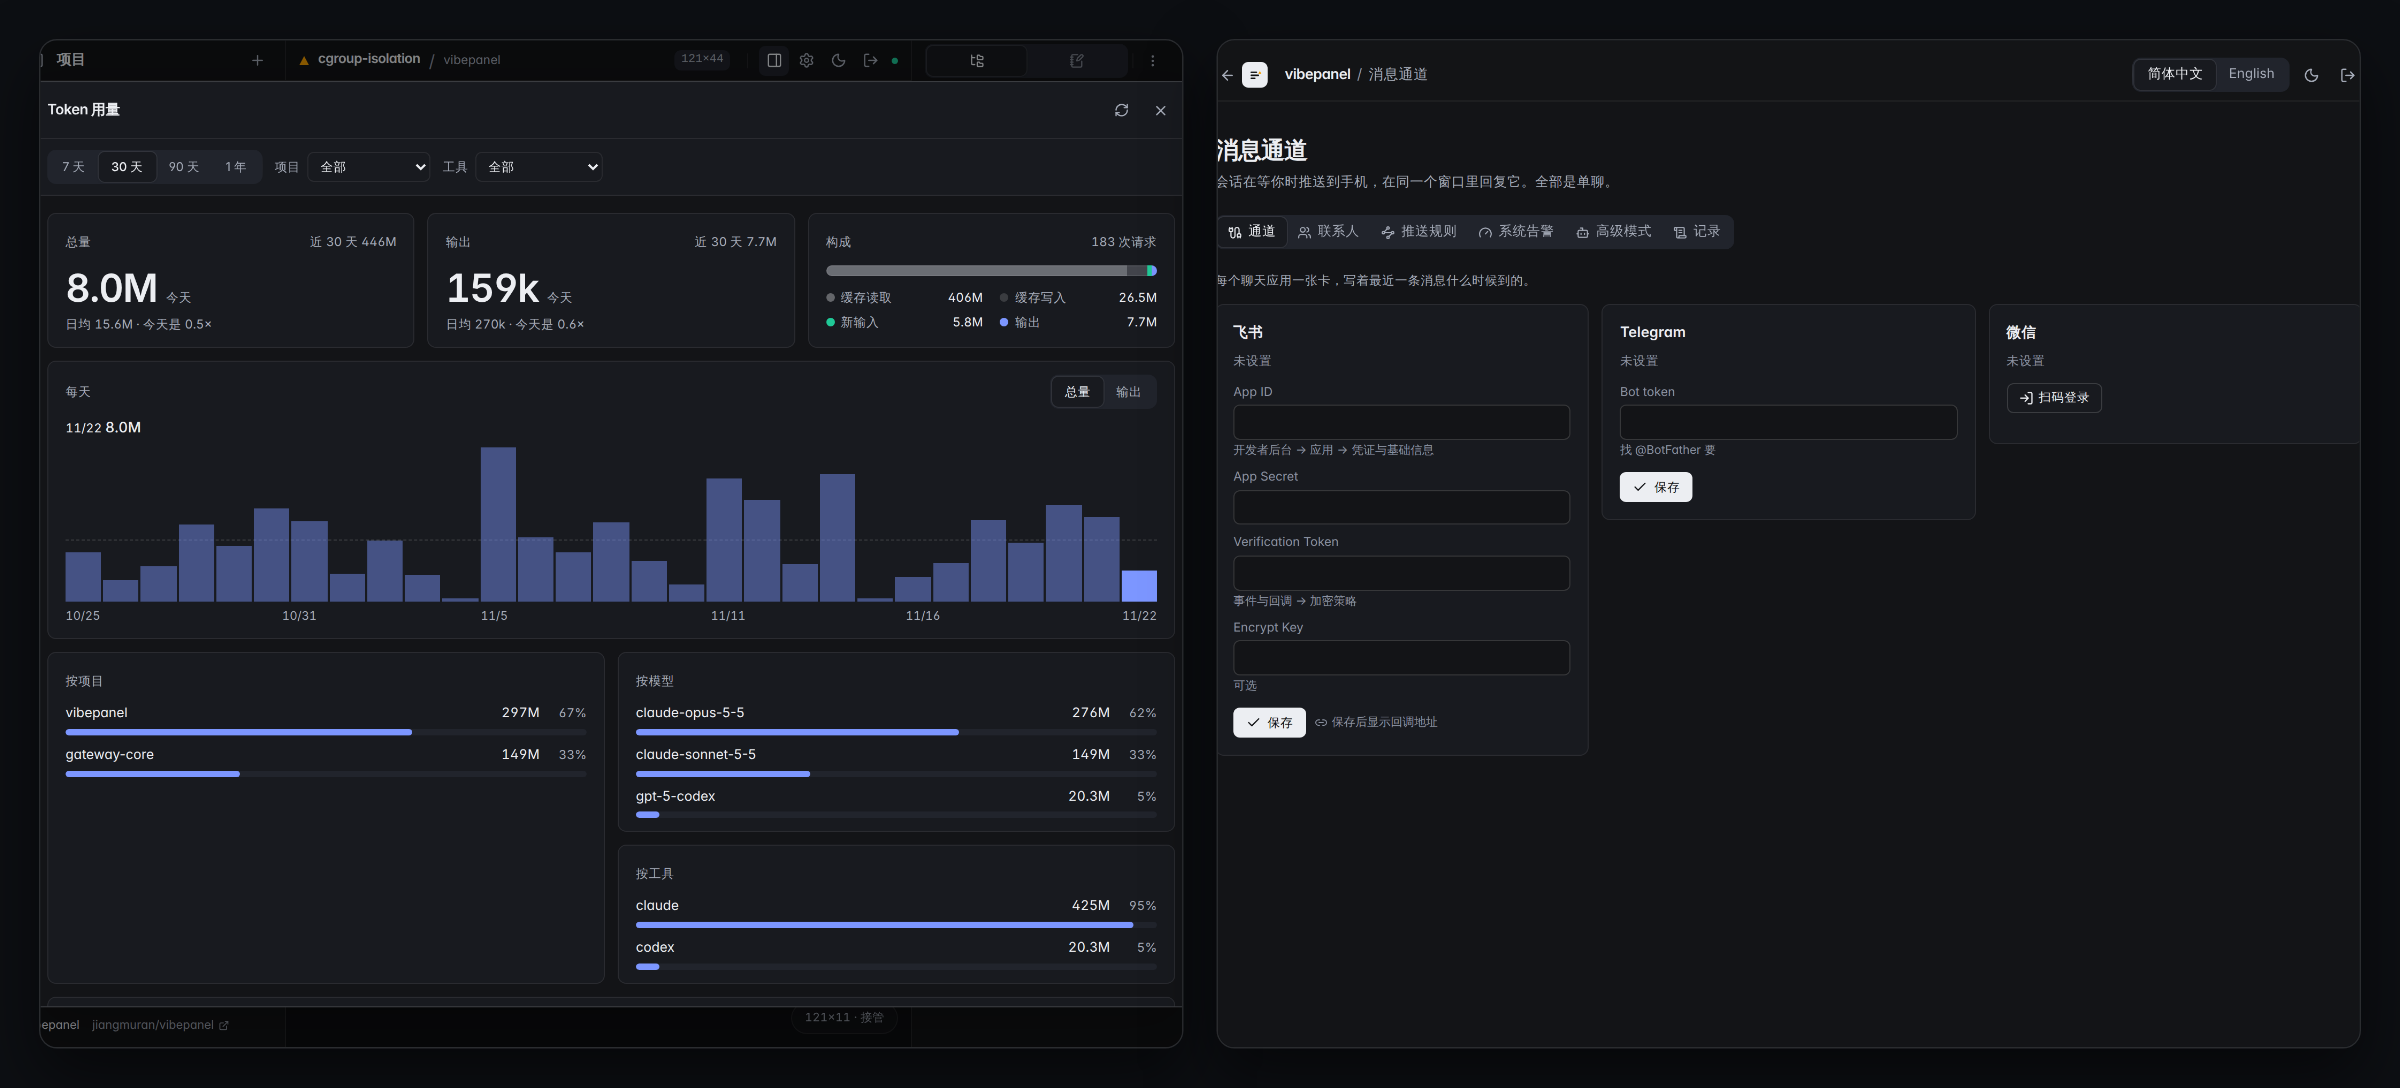 项目
cgroup-isolation / vibepanel
121×44
Token 用量
7 天 30 天 90 天 1 年 项目 全部 工具 全部
总量 近 30 天 446M
8.0M 今天
日均 15.6M · 今天是 0.5×
输出 近 30 天 7.7M
159k 今天
日均 270k · 今天是 0.6×
构成 183 次请求
缓存读取 406M 缓存写入 26.5M
新输入 5.8M 输出 7.7M
每天 总量 输出
11/22 8.0M
10/25 10/31 11/5 11/11 11/16 11/22
按项目
vibepanel 297M 67%
gateway-core 149M 33%
按模型
claude-opus-5-5 276M 62%
claude-sonnet-5-5 149M 33%
gpt-5-codex 20.3M 5%
按工具
claude 425M 95%
codex 20.3M 5%
epanel jiangmuran/vibepanel
121×11 · 接管
vibepanel / 消息通道
简体中文 English
消息通道
会话在等你时推送到手机，在同一个窗口里回复它。全部是单聊。
通道 联系人 推送规则 系统告警 高级模式 记录
每个聊天应用一张卡，写着最近一条消息什么时候到的。
飞书
未设置
App ID
开发者后台 → 应用 → 凭证与基础信息
App Secret
Verification Token
事件与回调 → 加密策略
Encrypt Key
可选
保存 保存后显示回调地址
Telegram
未设置
Bot token
找 @BotFather 要
保存
微信
未设置
扫码登录